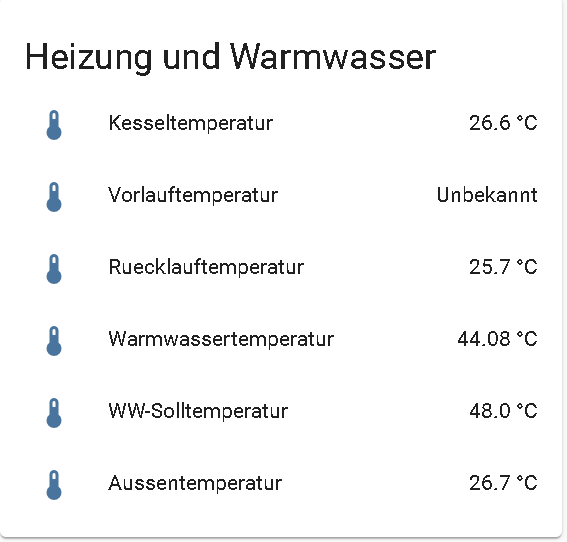 Heizung und Warmwasser
Kesseltemperatur 26.6 °C
Vorlauftemperatur Unbekannt
Ruecklauftemperatur 25.7 °C
Warmwassertemperatur 44.08 °C
WW-Solltemperatur 48.0 °C
Aussentemperatur 26.7 °C